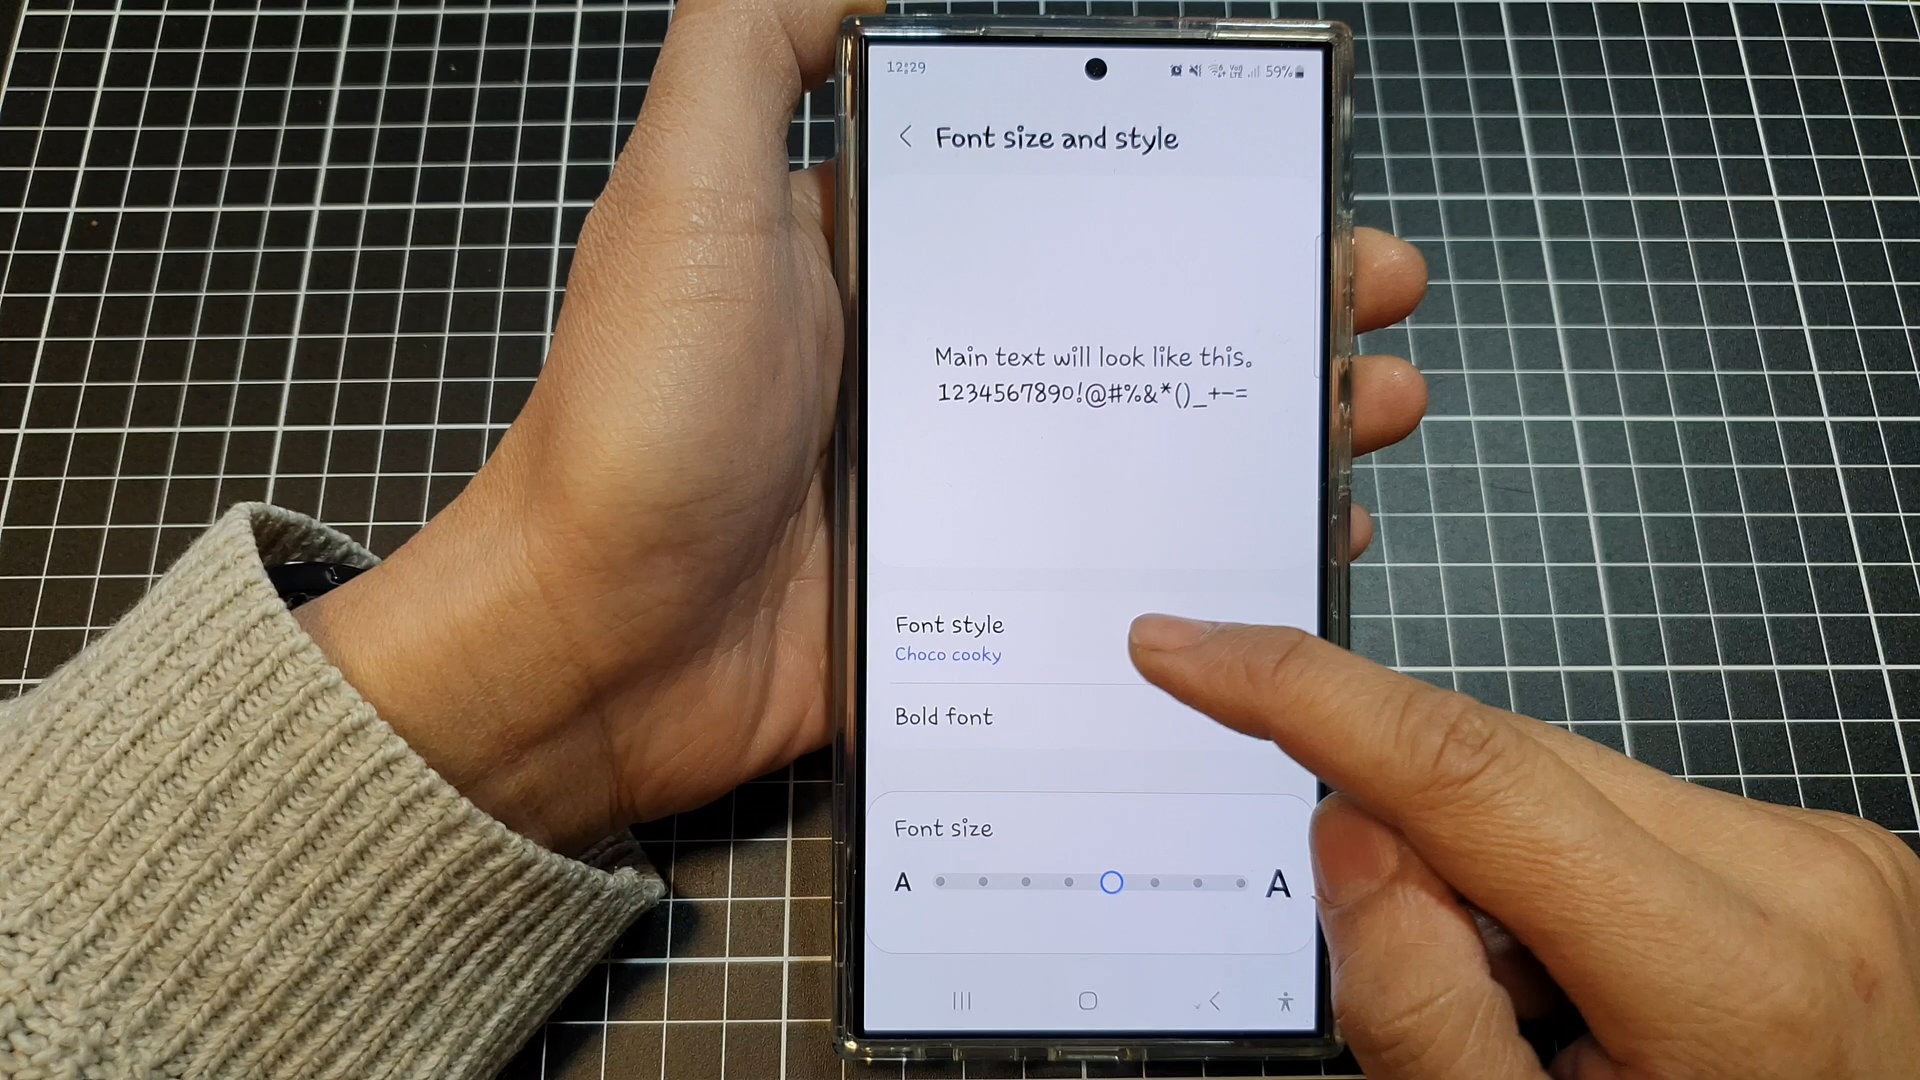 12:29
59%
Font size and style
Main text will look like this.
1234567890!@#%&*()_+-=
Font style
Choco cooky
Bold font
Font size
A A